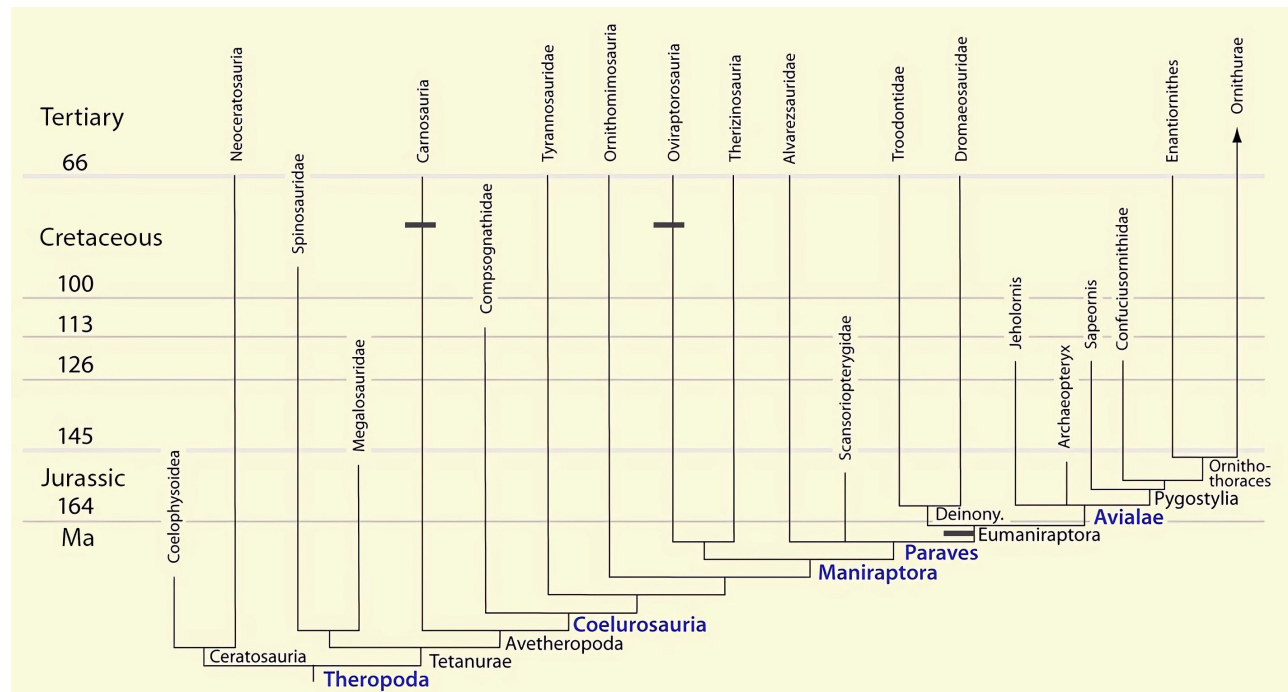 Tertiary
66
Cretaceous
100
113
126
145
Jurassic
164
Ma
Coelophysoidea
Neoceratosauria
Spinosauridae
Megalosauridae
Carnosauria
Compsognathidae
Tyrannosauridae
Ornithomimosauria
Oviraptorosauria
Therizinosauria
Alvarezsauridae
Scansoriopterygidae
Troodontidae
Dromaeosauridae
Jeholornis
Archaeopteryx
Sapeornis
Confuciusornithidae
Enantiornithes
Ornithurae
Ornitho-
thoraces
Pygostylia
Avialae
Deinony.
Eumaniraptora
Paraves
Maniraptora
Coelurosauria
Avetheropoda
Tetanurae
Ceratosauria
Theropoda